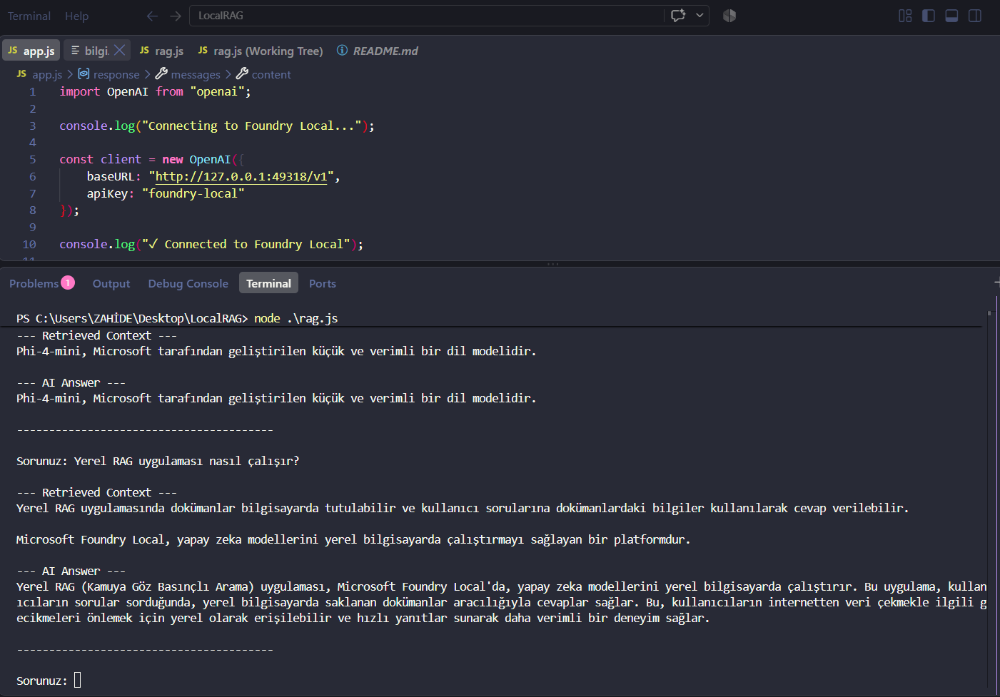 Terminal Help LocalRAG
JS app.js bilgi. JS rag.js JS rag.js (Working Tree) README.md
JS app.js > response > messages > content
1 import OpenAI from "openai";
2
3 console.log("Connecting to Foundry Local...");
4
5 const client = new OpenAI({
6 baseURL: "http://127.0.0.1:49318/v1",
7 apiKey: "foundry-local"
8 });
9
10 console.log("✓ Connected to Foundry Local");
11
Problems 1 Output Debug Console Terminal Ports
PS C:\Users\ZAHİDE\Desktop\LocalRAG> node .\rag.js
--- Retrieved Context ---
Phi-4-mini, Microsoft tarafından geliştirilen küçük ve verimli bir dil modelidir.
--- AI Answer ---
Phi-4-mini, Microsoft tarafından geliştirilen küçük ve verimli bir dil modelidir.
----------------------------------------
Sorunuz: Yerel RAG uygulaması nasıl çalışır?
--- Retrieved Context ---
Yerel RAG uygulamasında dokümanlar bilgisayarda tutulabilir ve kullanıcı sorularına dokümanlardaki bilgiler kullanılarak cevap verilebilir.
Microsoft Foundry Local, yapay zeka modellerini yerel bilgisayarda çalıştırmayı sağlayan bir platformdur.
--- AI Answer ---
Yerel RAG (Kamuya Göz Basınçlı Arama) uygulaması, Microsoft Foundry Local'da, yapay zeka modellerini yerel bilgisayarda çalıştırır. Bu uygulama, kullan
ıcıların sorular sorduğunda, yerel bilgisayarda saklanan dokümanlar aracılığıyla cevaplar sağlar. Bu, kullanıcıların internetten veri çekmekle ilgili g
ecikmeleri önlemek için yerel olarak erişilebilir ve hızlı yanıtlar sunarak daha verimli bir deneyim sağlar.
----------------------------------------
Sorunuz: